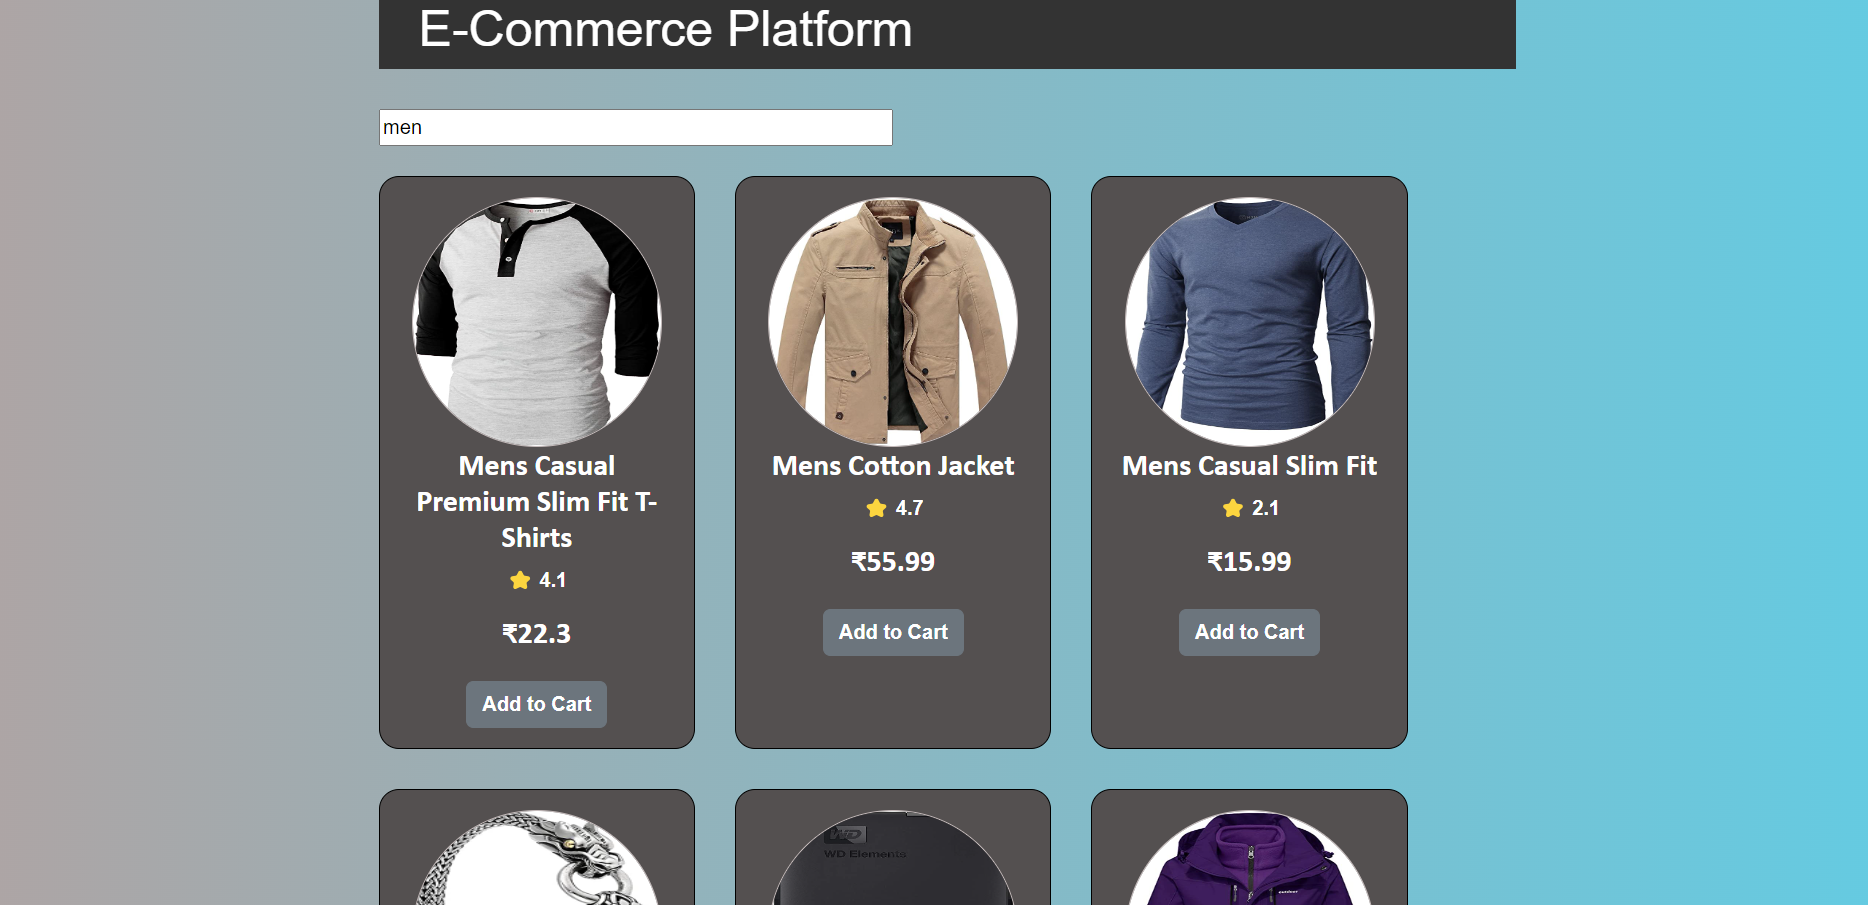 E-Commerce Platform
men
Mens Casual
Premium Slim Fit T-
Shirts
4.1
₹22.3
Add to Cart
Mens Cotton Jacket
4.7
₹55.99
Add to Cart
Mens Casual Slim Fit
2.1
₹15.99
Add to Cart
WD
WD Elements